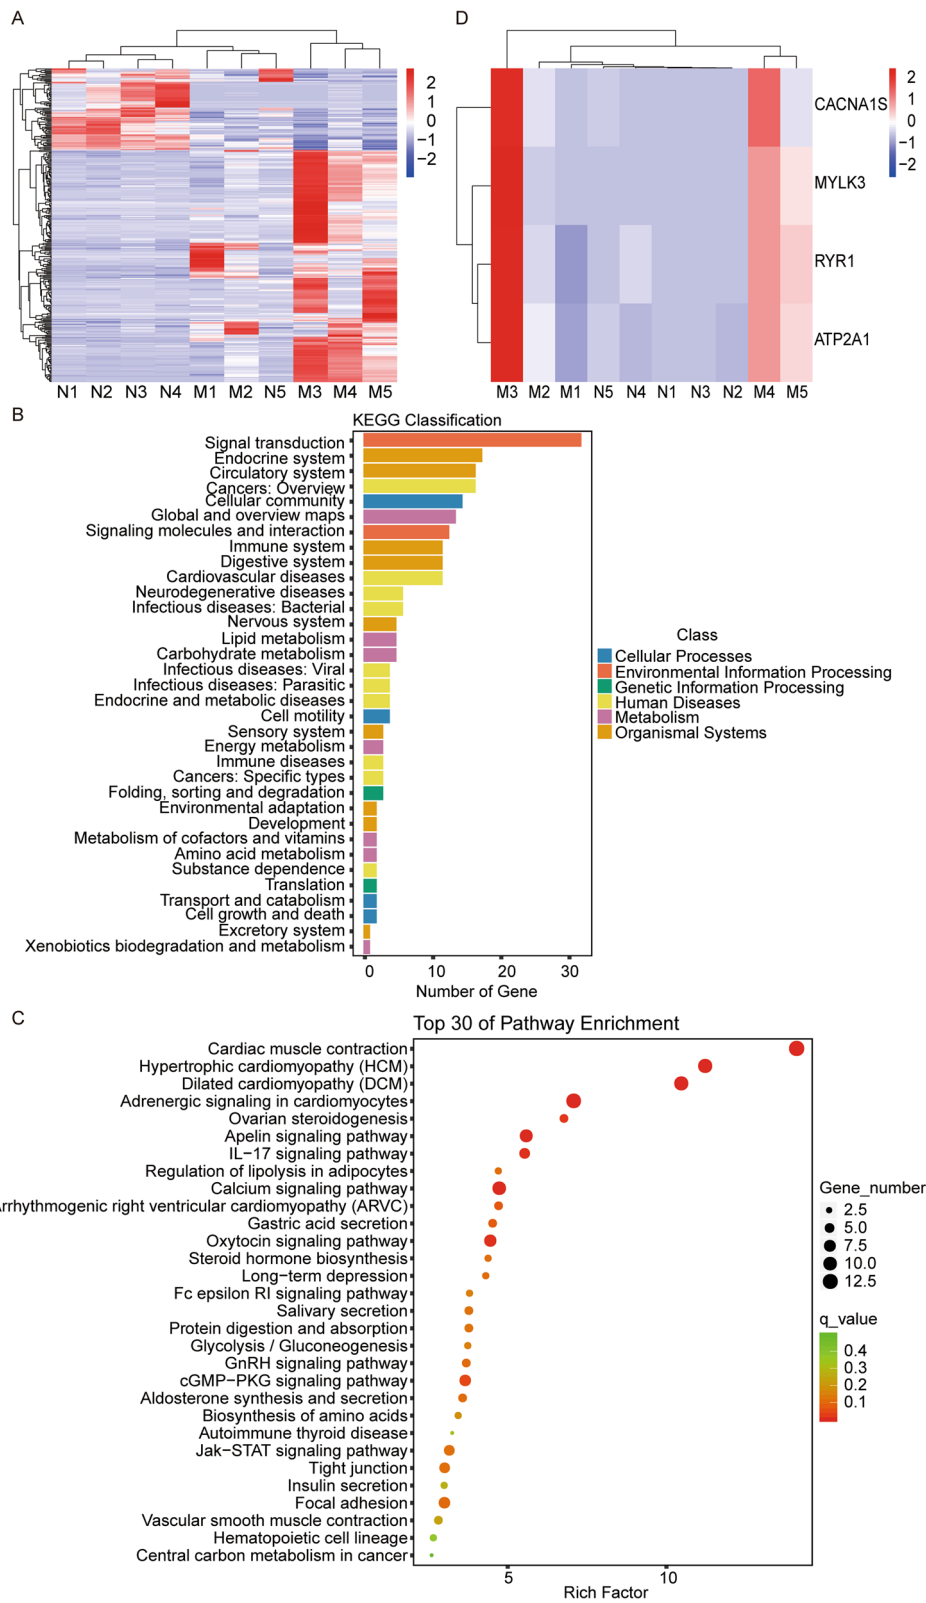 A
D
2
1
0
−1
−2
N1 N2 N3 N4 M1 M2 N5 M3 M4 M5
CACNA1S
MYLK3
RYR1
ATP2A1
2
1
0
−1
−2
M3 M2 M1 N5 N4 N1 N3 N2 M4 M5
B
KEGG Classification
Signal transduction
Endocrine system
Circulatory system
Cancers: Overview
Cellular community
Global and overview maps
Signaling molecules and interaction
Immune system
Digestive system
Cardiovascular diseases
Neurodegenerative diseases
Infectious diseases: Bacterial
Nervous system
Lipid metabolism
Carbohydrate metabolism
Infectious diseases: Viral
Infectious diseases: Parasitic
Endocrine and metabolic diseases
Cell motility
Sensory system
Energy metabolism
Immune diseases
Cancers: Specific types
Folding, sorting and degradation
Environmental adaptation
Development
Metabolism of cofactors and vitamins
Amino acid metabolism
Substance dependence
Translation
Transport and catabolism
Cell growth and death
Excretory system
Xenobiotics biodegradation and metabolism
0 10 20 30
Number of Gene
Class
Cellular Processes
Environmental Information Processing
Genetic Information Processing
Human Diseases
Metabolism
Organismal Systems
C
Top 30 of Pathway Enrichment
Cardiac muscle contraction
Hypertrophic cardiomyopathy (HCM)
Dilated cardiomyopathy (DCM)
Adrenergic signaling in cardiomyocytes
Ovarian steroidogenesis
Apelin signaling pathway
IL−17 signaling pathway
Regulation of lipolysis in adipocytes
Calcium signaling pathway
rrhythmogenic right ventricular cardiomyopathy (ARVC)
Gastric acid secretion
Oxytocin signaling pathway
Steroid hormone biosynthesis
Long−term depression
Fc epsilon RI signaling pathway
Salivary secretion
Protein digestion and absorption
Glycolysis / Gluconeogenesis
GnRH signaling pathway
cGMP−PKG signaling pathway
Aldosterone synthesis and secretion
Biosynthesis of amino acids
Autoimmune thyroid disease
Jak−STAT signaling pathway
Tight junction
Insulin secretion
Focal adhesion
Vascular smooth muscle contraction
Hematopoietic cell lineage
Central carbon metabolism in cancer
5 10
Rich Factor
Gene_number
2.5
5.0
7.5
10.0
12.5
q_value
0.4
0.3
0.2
0.1